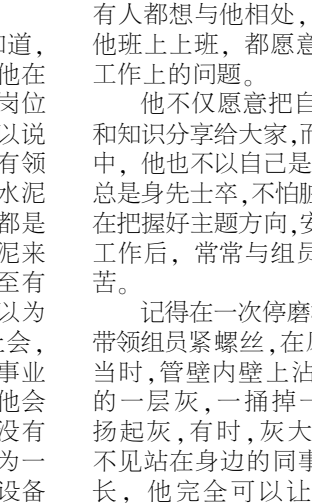 口道，
他在
岗位
以说
有领
水泥
都是
泥来
至有
以为
上会，
事业
他会
没有
为一
设备
有人都想与他相处，
他班上上班，都愿意
工作上的问题。
他不仅愿意把自
和知识分享给大家，而
中，他也不以自己是
总是身先士卒，不怕脏
在把握好主题方向，安
工作后，常常与组员
苦。
记得在一次停磨
带领组员紧螺丝，在
当时，管壁内壁上沾
的一层灰，一捅掉一
扬起灰，有时，灰大
不见站在身边的同事
长，他完全可以让